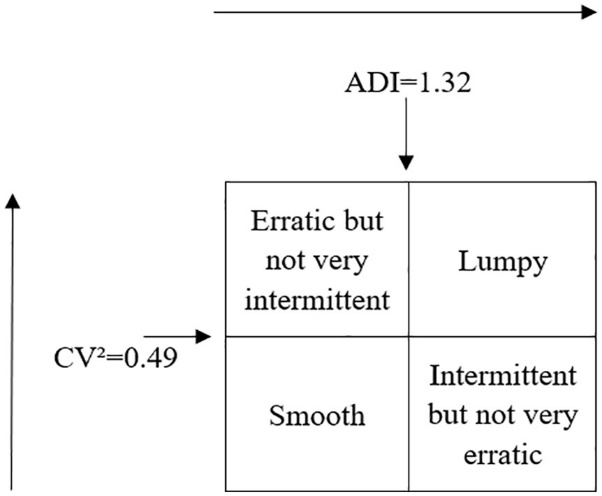 ADI=1.32
Erratic but
not very
intermittent
Lumpy
CV²=0.49
Smooth
Intermittent
but not very
erratic